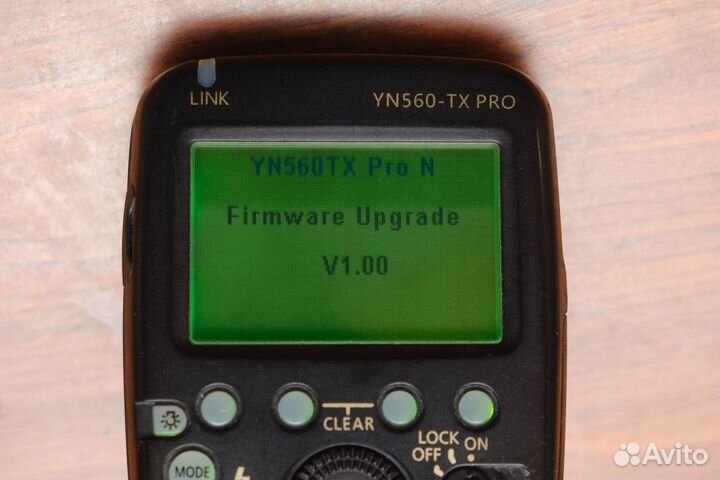 LINK
YN560-TX PRO
YN560TX Pro N
Firmware Upgrade
V1.00
CLEAR
LOCK ON
OFF
MODE
Avito